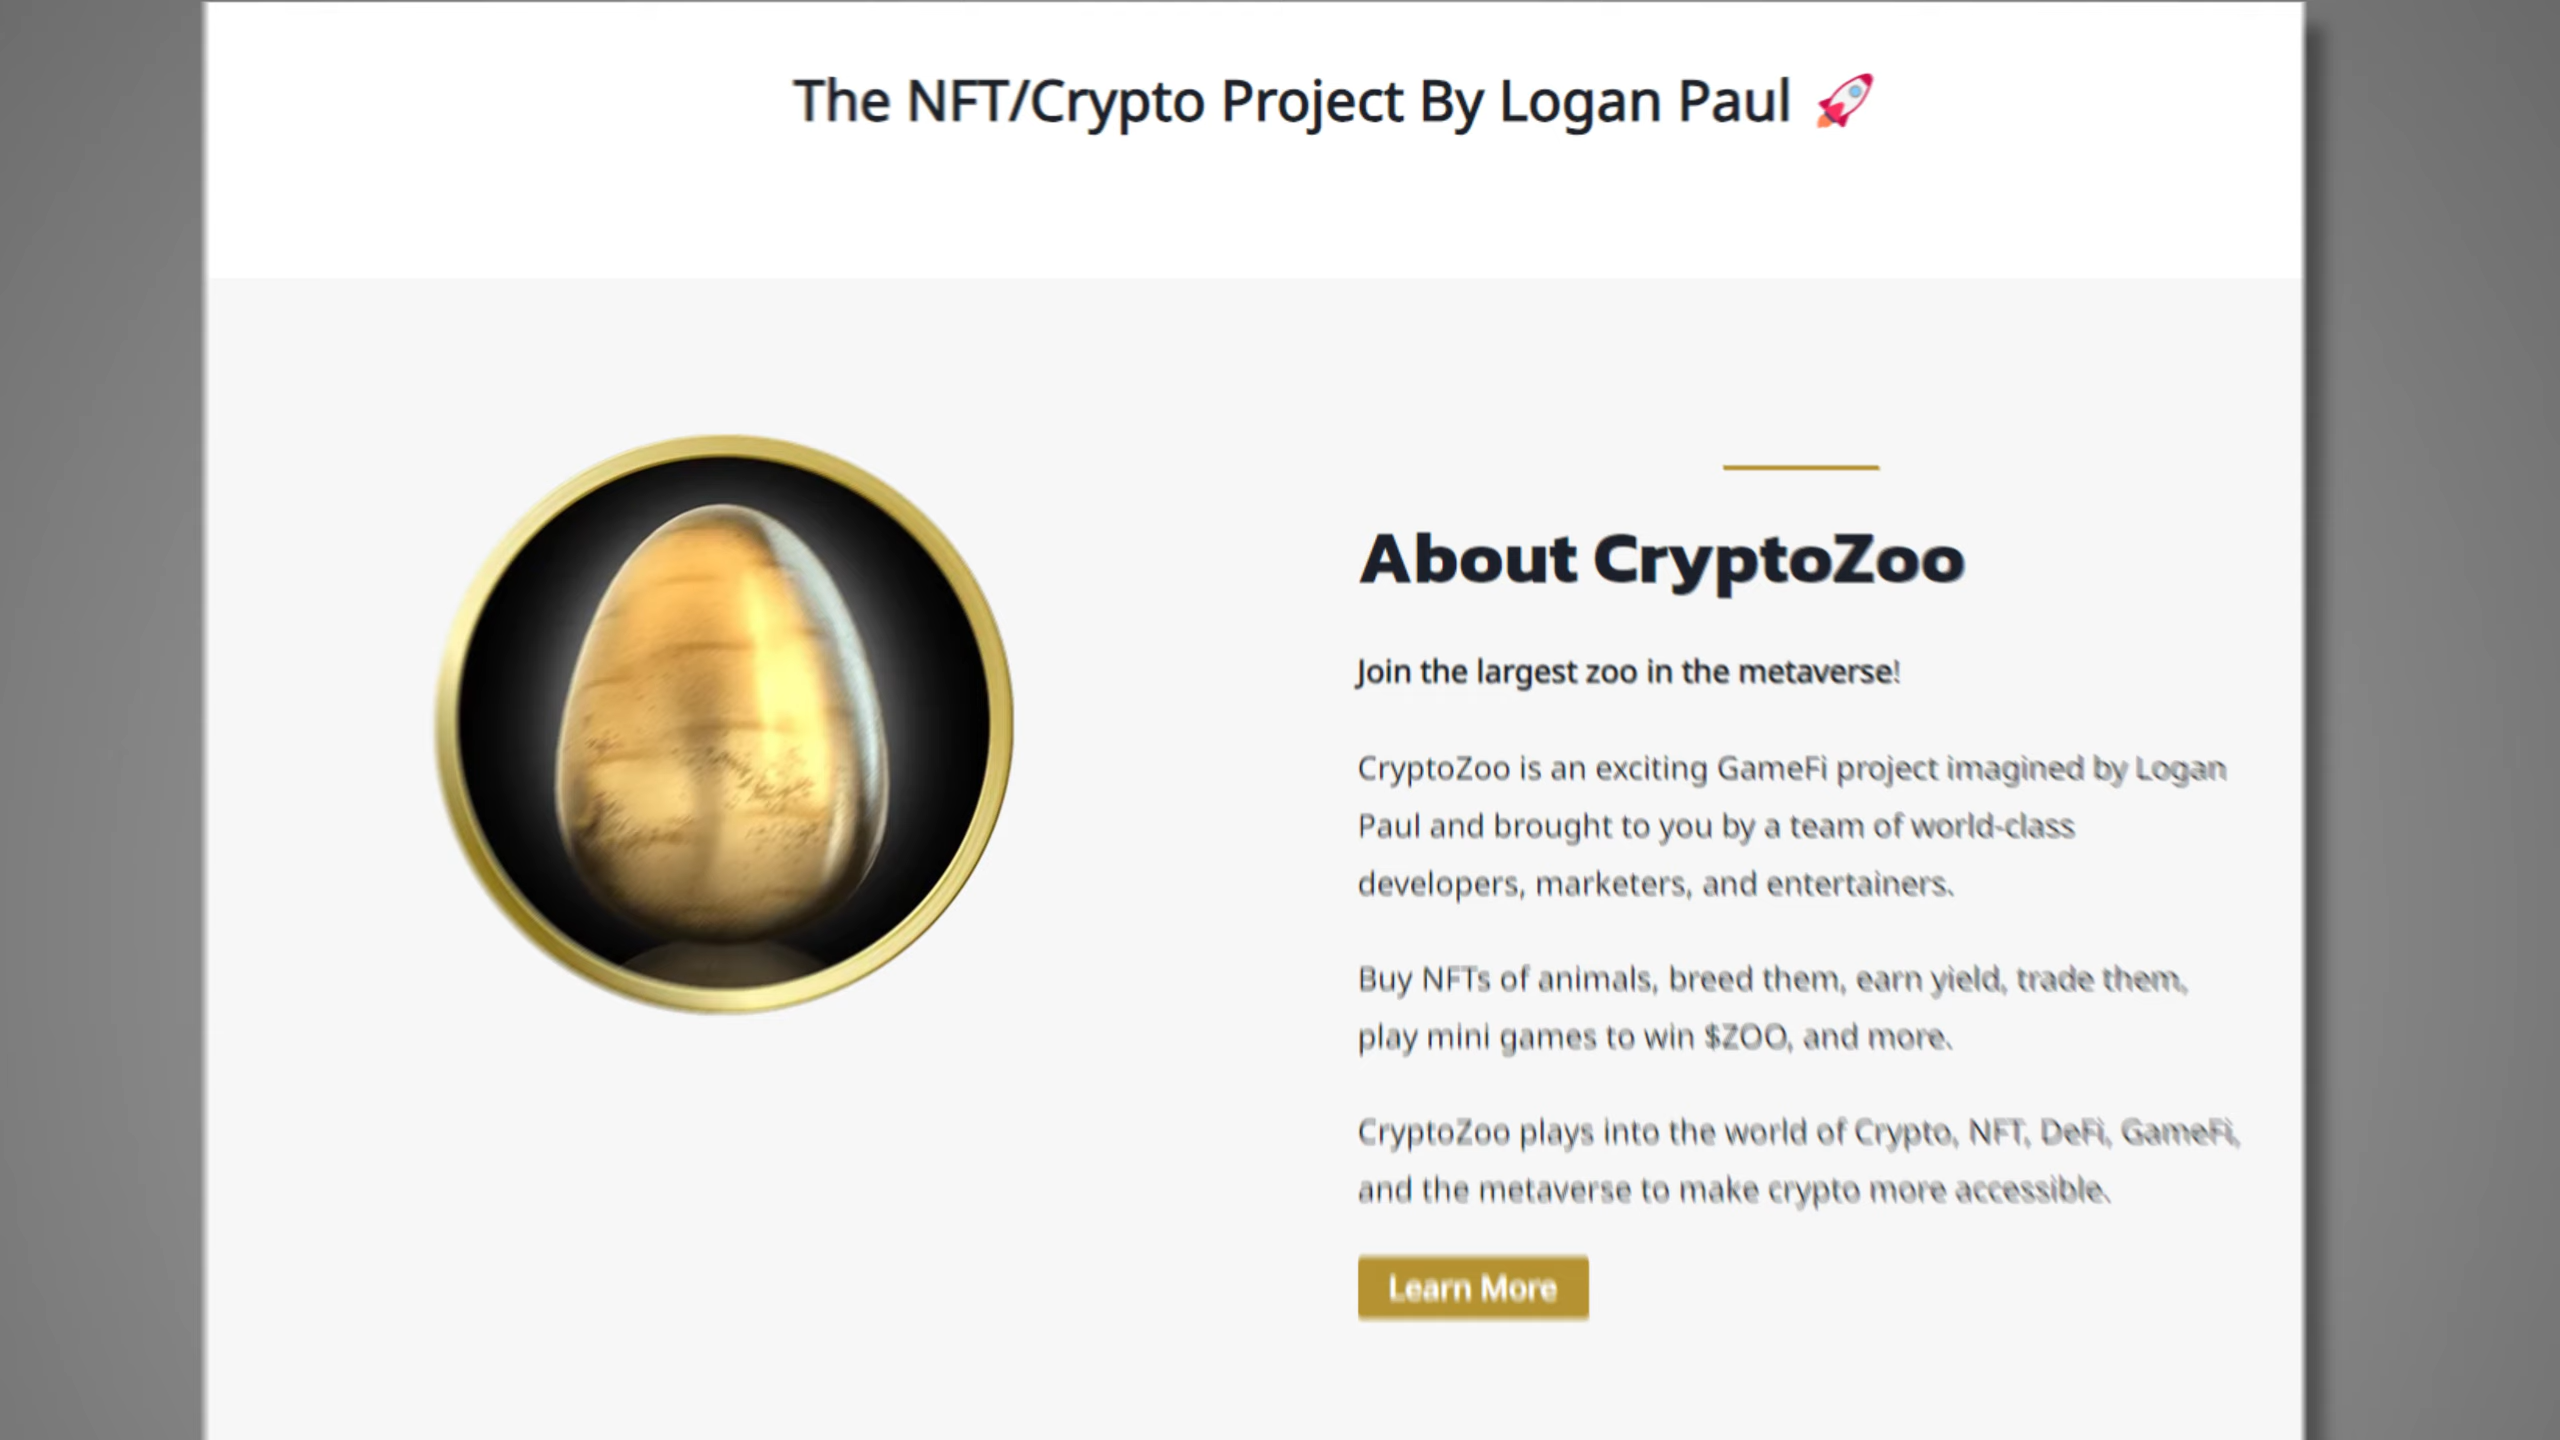 The NFT/Crypto Project By Logan Paul 🚀
About CryptoZoo
Join the largest zoo in the metaverse!
CryptoZoo is an exciting GameFi project imagined by Logan
Paul and brought to you by a team of world-class
developers, marketers, and entertainers.
Buy NFTs of animals, breed them, earn yield, trade them,
play mini games to win $ZOO, and more.
CryptoZoo plays into the world of Crypto, NFT, DeFi, GameFi,
and the metaverse to make crypto more accessible.
Learn More